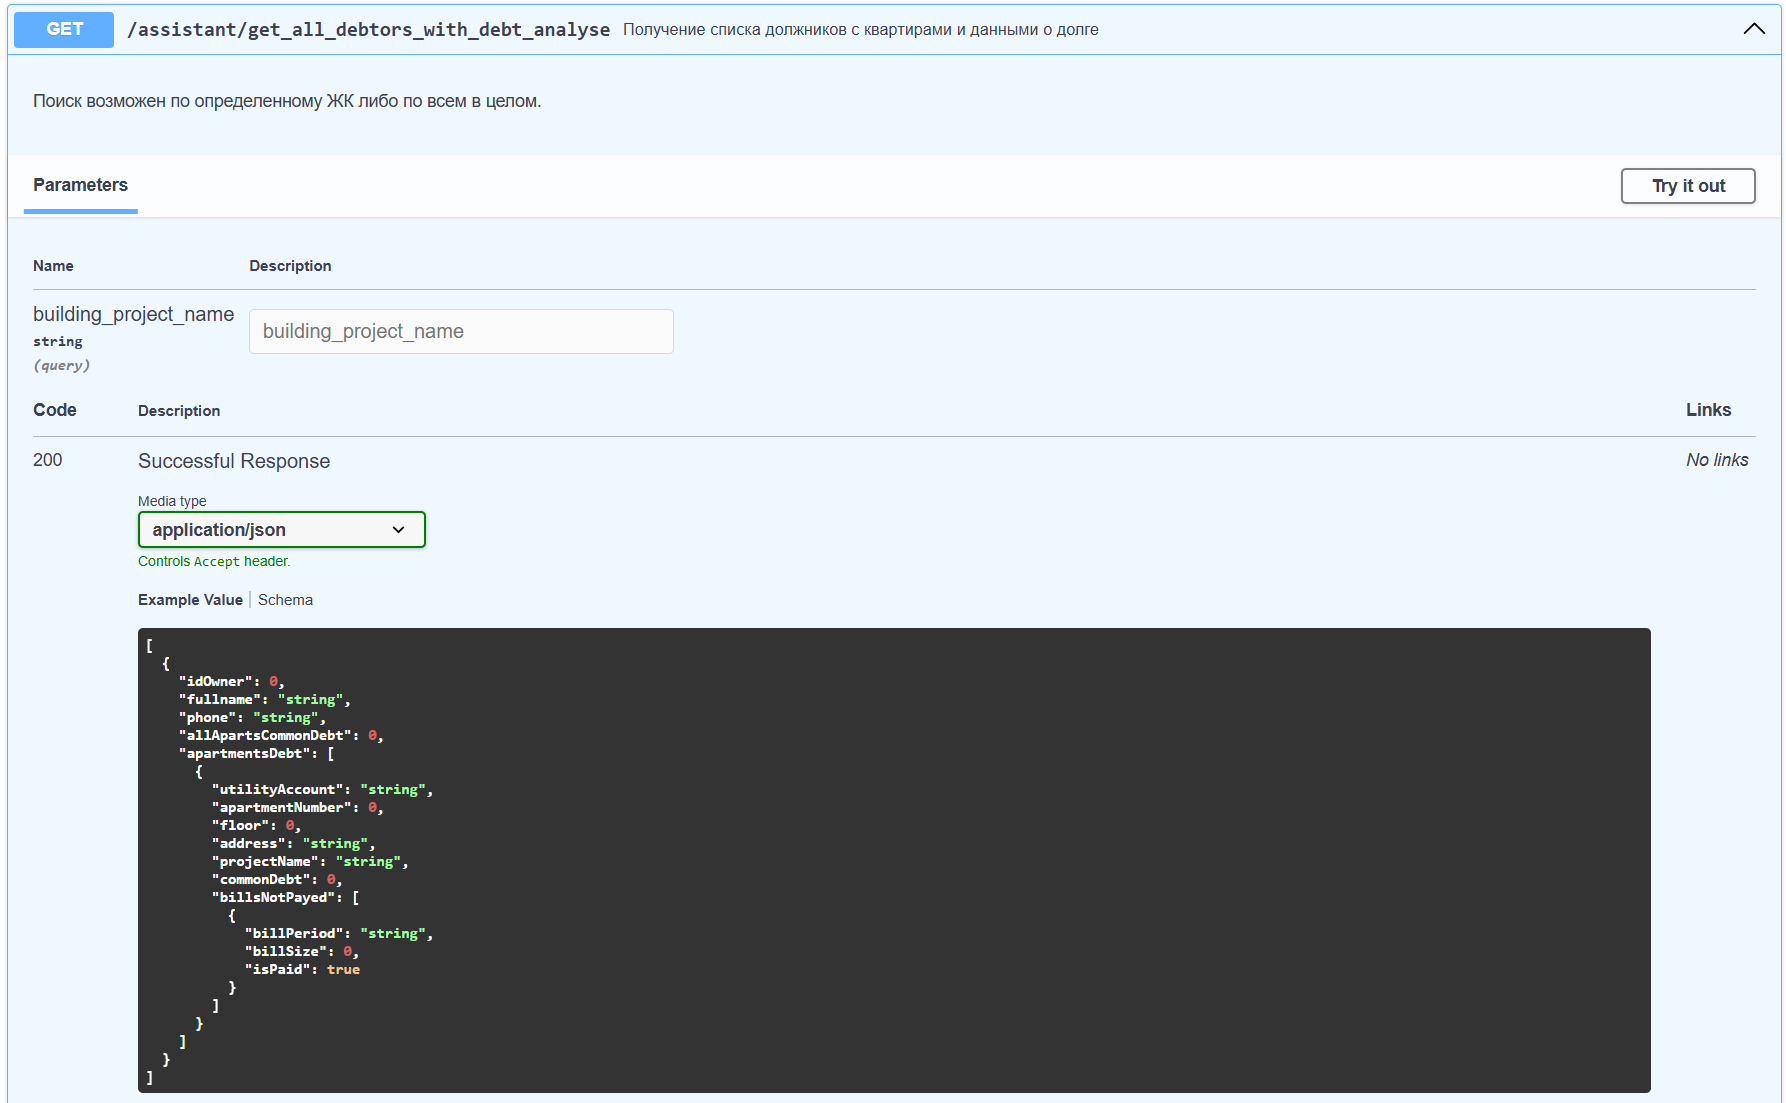 GET /assistant/get_all_debtors_with_debt_analyse Получение списка должников с квартирами и данными о долге
Поиск возможен по определенному ЖК либо по всем в целом.
Parameters
Try it out
Name Description
building_project_name
string
(query)
building_project_name
Code Description Links
200 Successful Response No links
Media type
application/json
Controls Accept header.
Example Value | Schema
[
  {
    "idOwner": 0,
    "fullname": "string",
    "phone": "string",
    "allApartsCommonDebt": 0,
    "apartmentsDebt": [
      {
        "utilityAccount": "string",
        "apartmentNumber": 0,
        "floor": 0,
        "address": "string",
        "projectName": "string",
        "commonDebt": 0,
        "billsNotPayed": [
          {
            "billPeriod": "string",
            "billSize": 0,
            "isPaid": true
          }
        ]
      }
    ]
  }
]